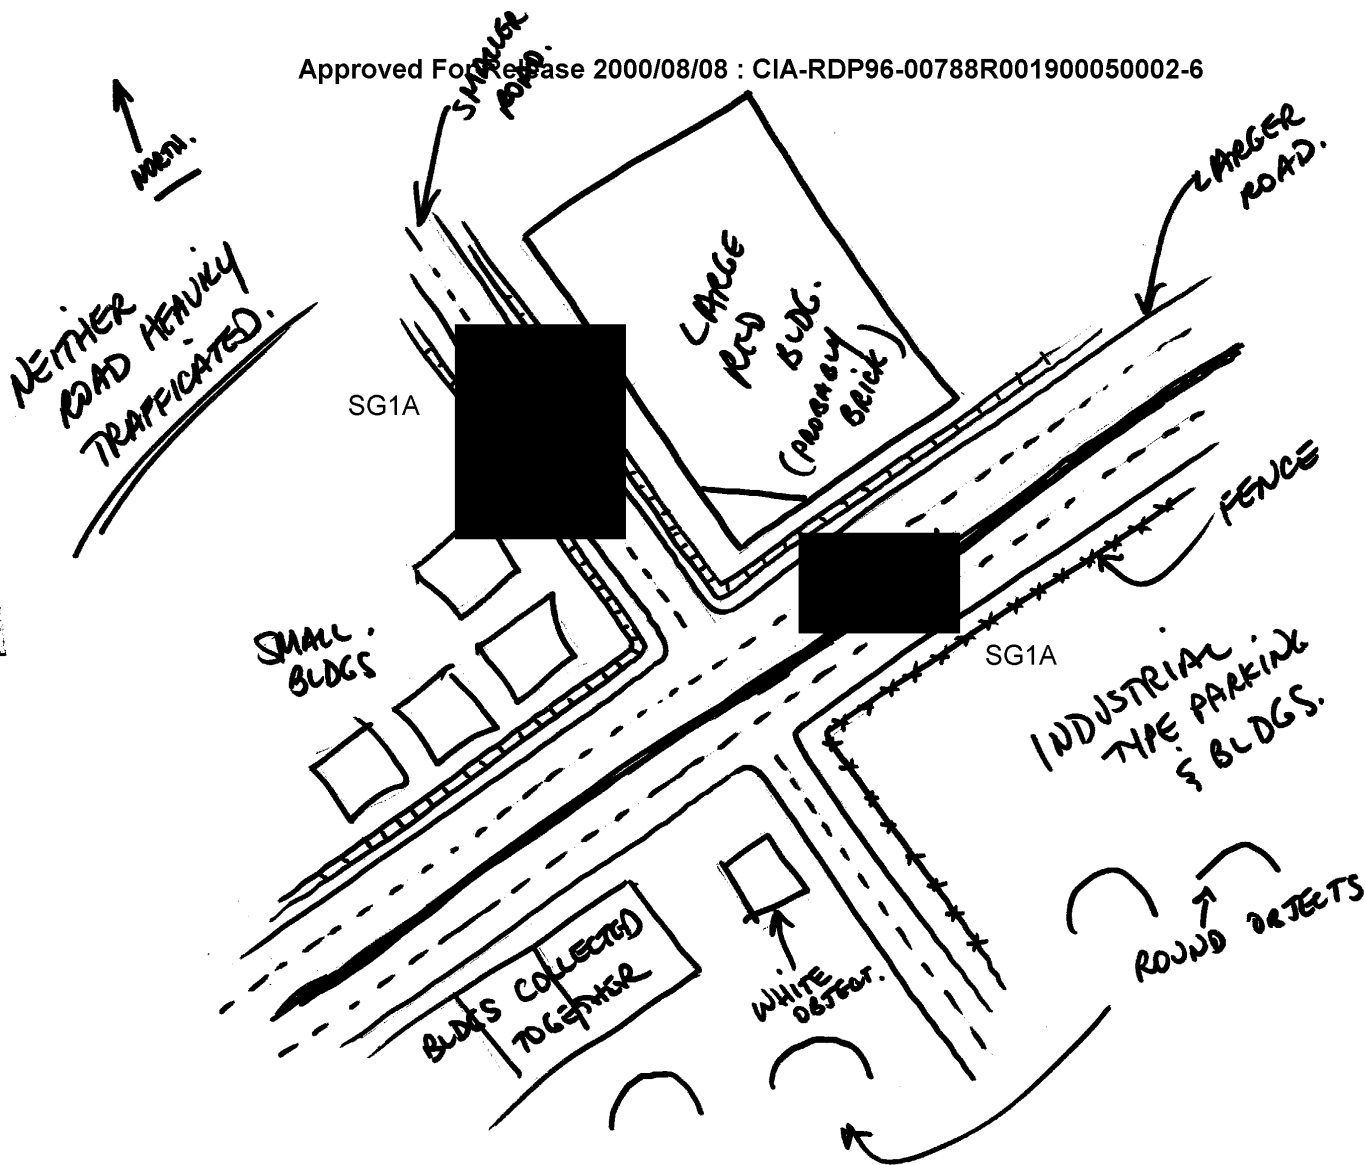 SMALLER
ROAD.
Approved For Release 2000/08/08 : CIA-RDP96-00788R001900050002-6
NORTH.
LARGER
ROAD.
NEITHER
ROAD HEAVILY
TRAFFICATED.
LARGE
RED
BLDG.
(PROBABLY
BRICK)
SG1A
FENCE
SMALL.
BLDGS
SG1A
INDUSTRIAL
TYPE PARKING
& BLDGS.
ROUND OBJECTS
WHITE
OBJECT.
BLDGS COLLECTED
TOGETHER